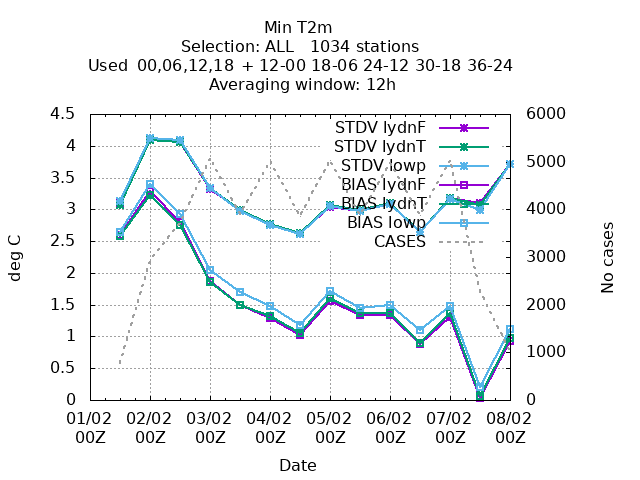 Min T2m
Selection: ALL   1034 stations
Used  00,06,12,18  + 12-00 18-06 24-12 30-18 36-24
Averaging window: 12h
4.5
4
3.5
3
2.5
2
1.5
1
0.5
0
6000
5000
4000
3000
2000
1000
0
STDV lydnF
STDV lydnT
STDV lowp
BIAS lydnF
BIAS lydnT
BIAS lowp
CASES
deg C
No cases
01/02 02/02 03/02 04/02 05/02 06/02 07/02 08/02
00Z 00Z 00Z 00Z 00Z 00Z 00Z 00Z
Date